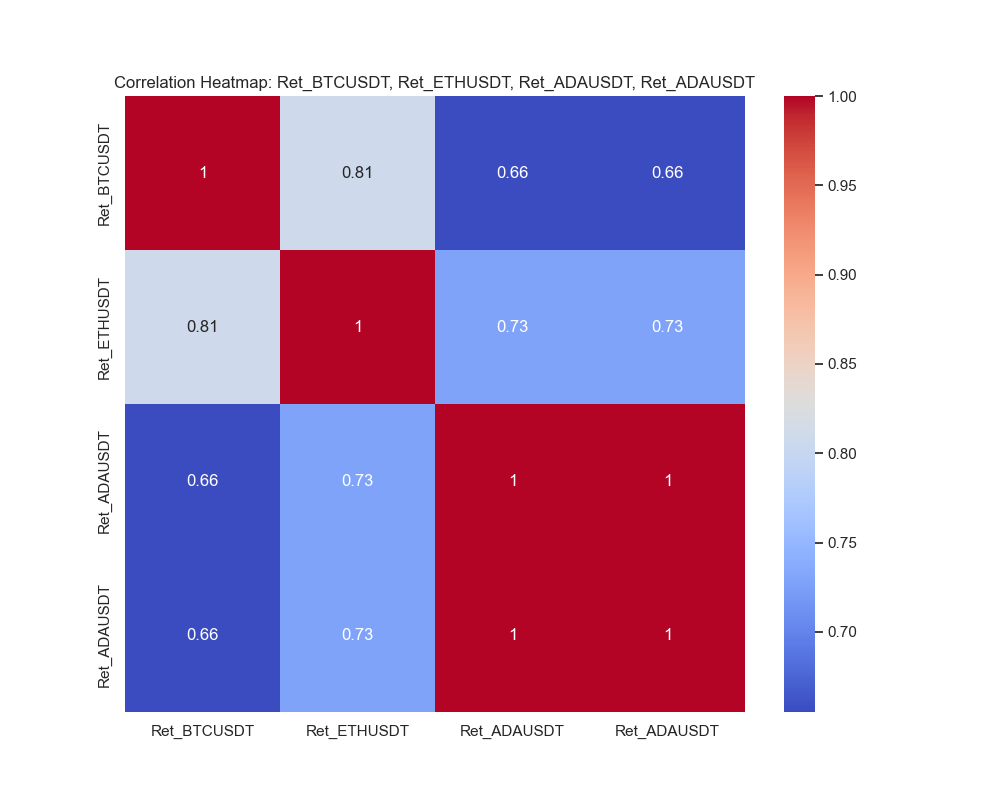 Correlation Heatmap: Ret_BTCUSDT, Ret_ETHUSDT, Ret_ADAUSDT, Ret_ADAUSDT
Ret_BTCUSDT
1
0.81
0.66
0.66
Ret_ETHUSDT
0.81
1
0.73
0.73
Ret_ADAUSDT
0.66
0.73
1
1
Ret_ADAUSDT
0.66
0.73
1
1
Ret_BTCUSDT
Ret_ETHUSDT
Ret_ADAUSDT
Ret_ADAUSDT
1.00
0.95
0.90
0.85
0.80
0.75
0.70